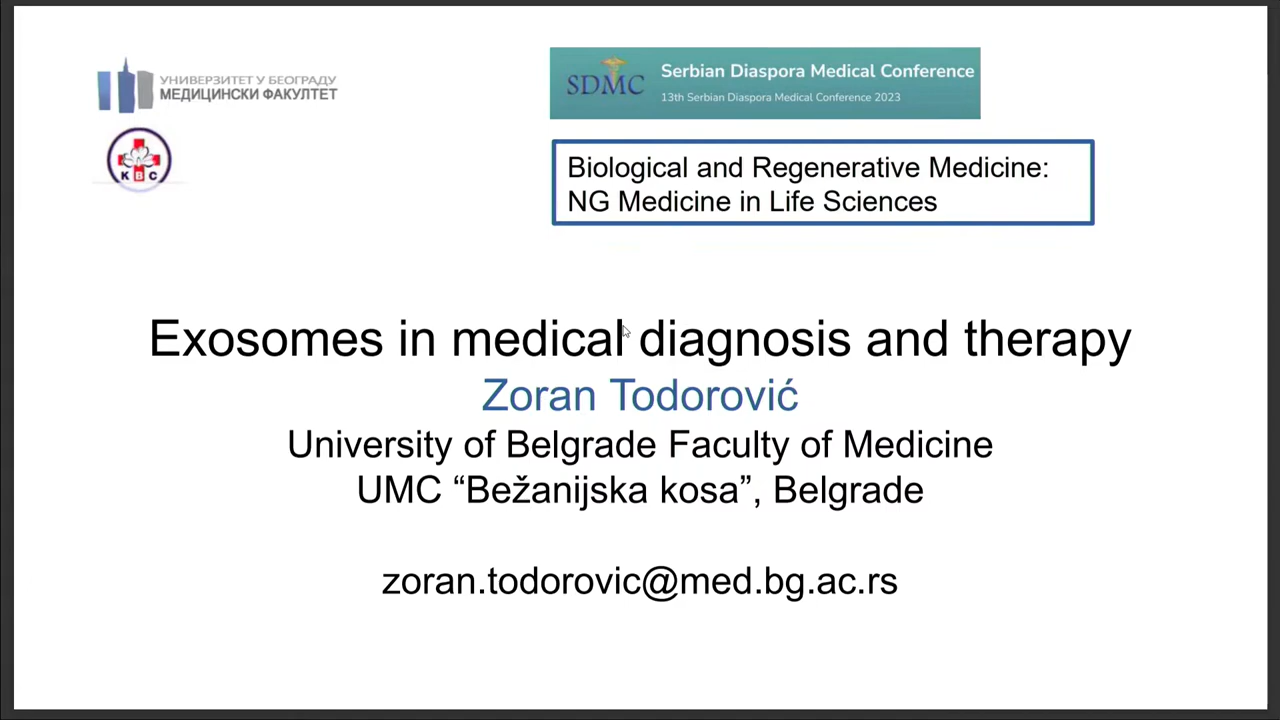 УНИВЕРЗИТЕТ У БЕОГРАДУ
МЕДИЦИНСКИ ФАКУЛТЕТ
КБС
SDMC
Serbian Diaspora Medical Conference
13th Serbian Diaspora Medical Conference 2023
Biological and Regenerative Medicine:
NG Medicine in Life Sciences
Exosomes in medical diagnosis and therapy
Zoran Todorović
University of Belgrade Faculty of Medicine
UMC “Bežanijska kosa”, Belgrade
zoran.todorovic@med.bg.ac.rs